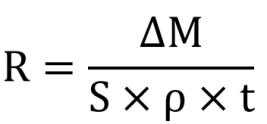 R = ΔM / S × ρ × t